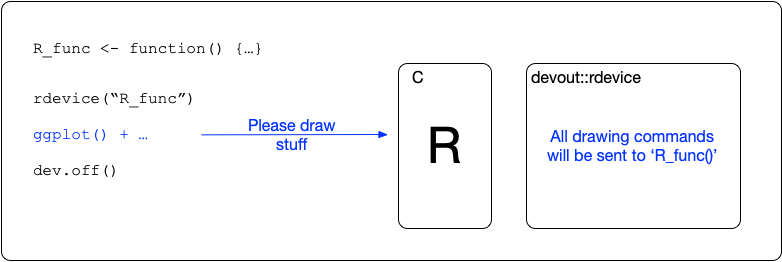 R_func <- function() {…}
rdevice(“R_func”)
ggplot() + …
dev.off()
Please draw
stuff
C
R
devout::rdevice
All drawing commands
will be sent to ‘R_func()’